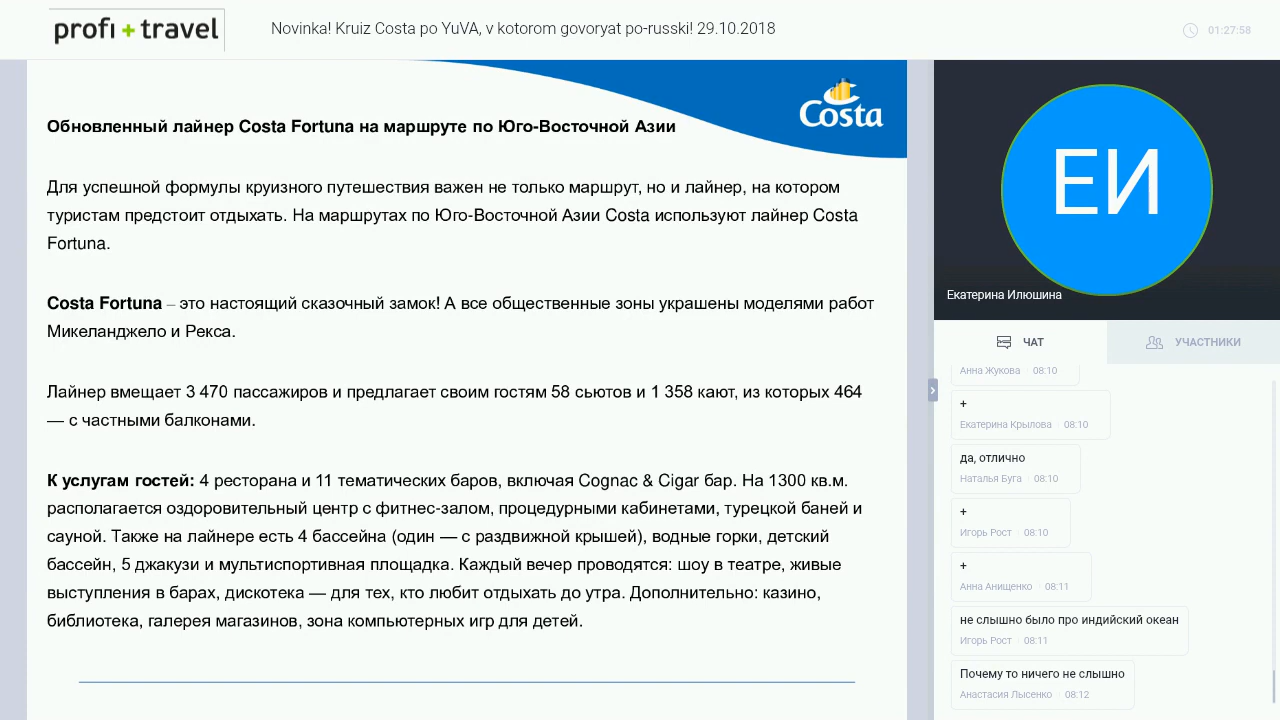 profi + travel
Novinka! Kruiz Costa po YuVA, v kotorom govoryat po-russki! 29.10.2018
01:27:58
Costa
Обновленный лайнер Costa Fortuna на маршруте по Юго-Восточной Азии
Для успешной формулы круизного путешествия важен не только маршрут, но и лайнер, на котором
туристам предстоит отдыхать. На маршрутах по Юго-Восточной Азии Costa используют лайнер Costa
Fortuna.
Costa Fortuna – это настоящий сказочный замок! А все общественные зоны украшены моделями работ
Микеланджело и Рекса.
Лайнер вмещает 3 470 пассажиров и предлагает своим гостям 58 сьютов и 1 358 кают, из которых 464
— с частными балконами.
К услугам гостей: 4 ресторана и 11 тематических баров, включая Cognac & Cigar бар. На 1300 кв.м.
располагается оздоровительный центр с фитнес-залом, процедурными кабинетами, турецкой баней и
сауной. Также на лайнере есть 4 бассейна (один — с раздвижной крышей), водные горки, детский
бассейн, 5 джакузи и мультиспортивная площадка. Каждый вечер проводятся: шоу в театре, живые
выступления в барах, дискотека — для тех, кто любит отдыхать до утра. Дополнительно: казино,
библиотека, галерея магазинов, зона компьютерных игр для детей.
ЕИ
Екатерина Илюшина
ЧАТ
УЧАСТНИКИ
Анна Жукова 08:10
+
Екатерина Крылова 08:10
да, отлично
Наталья Буга 08:10
+
Игорь Рост 08:10
+
Анна Анищенко 08:11
не слышно было про индийский океан
Игорь Рост 08:11
Почему то ничего не слышно
Анастасия Лысенко 08:12